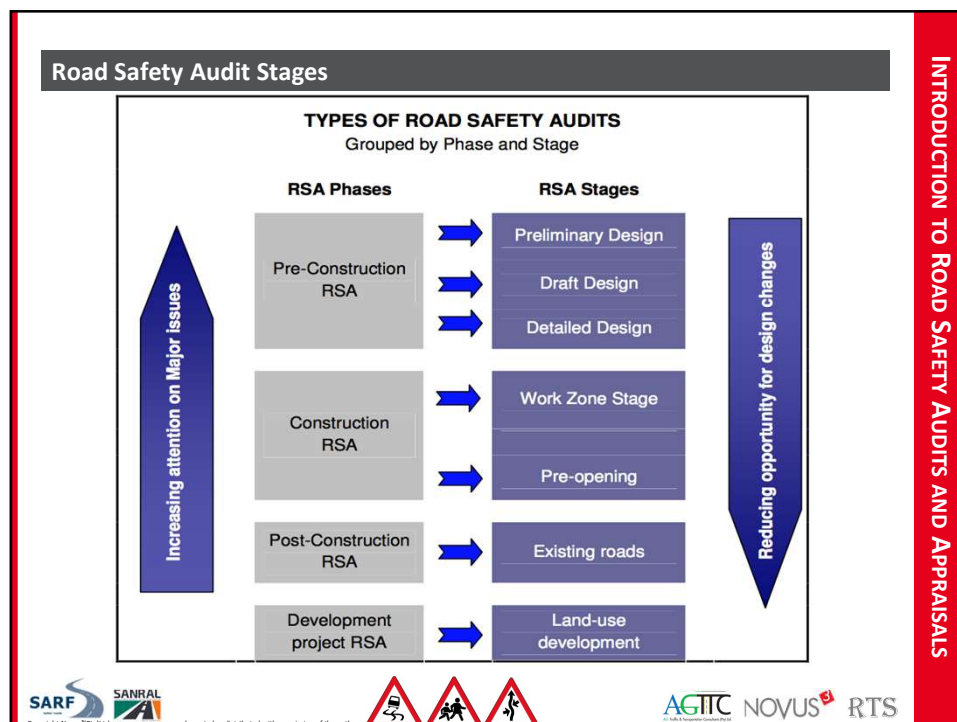 Road Safety Audit Stages
TYPES OF ROAD SAFETY AUDITS
Grouped by Phase and Stage
RSA Phases
RSA Stages
Pre-Construction
RSA
Preliminary Design
Draft Design
Detailed Design
Construction
RSA
Work Zone Stage
Pre-opening
Post-Construction
RSA
Existing roads
Development
project RSA
Land-use
development
Increasing attention on Major issues
Reducing opportunity for design changes
INTRODUCTION TO ROAD SAFETY AUDITS AND APPRAISALS
SARF
SANRAL
AGTTC
NOVUS3
RTS